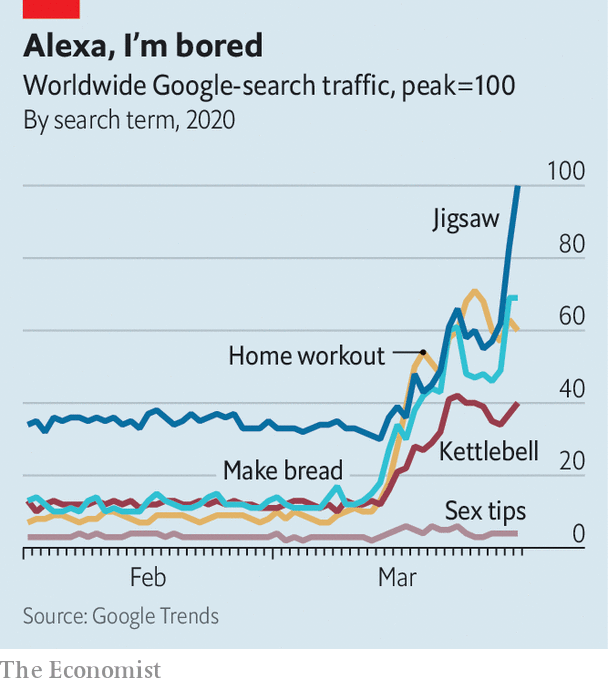 Alexa, I'm bored
Worldwide Google-search traffic, peak=100
By search term, 2020
100
Jigsaw
80
60
Home workout
40
Kettlebell
Make bread
20
Sex tips
0
Feb
Mar
Source: Google Trends
The Economist